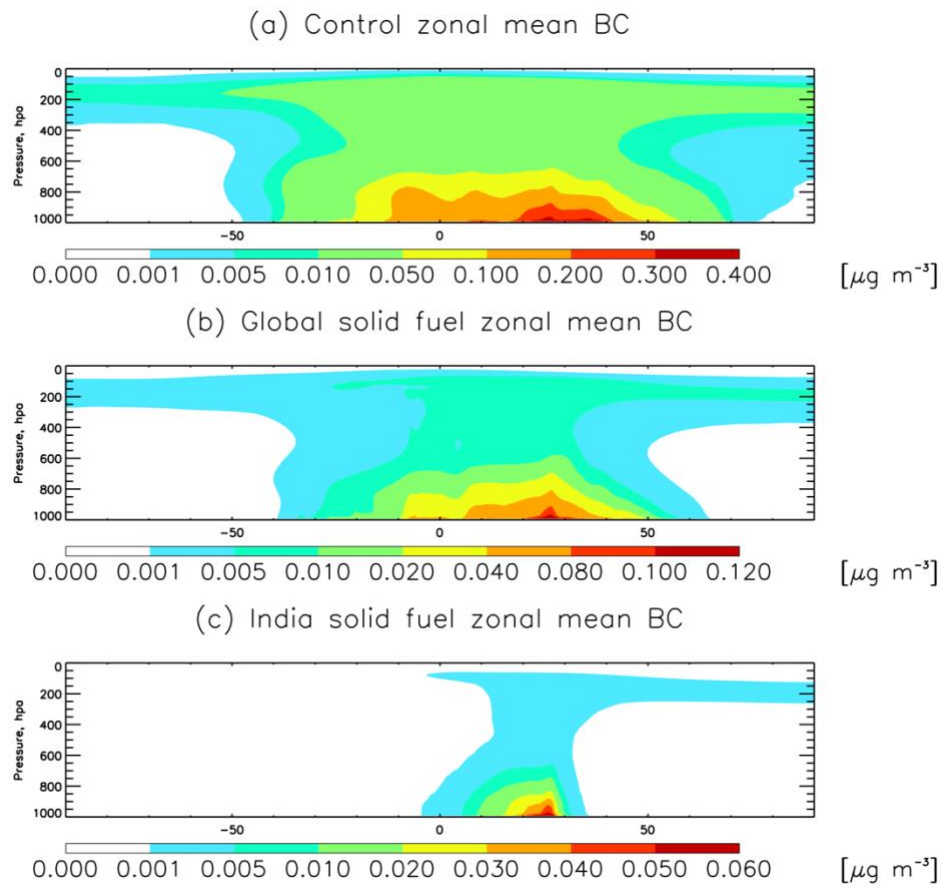 (a) Control zonal mean BC
Pressure, hpa
0
200
400
600
800
1000
-50 0 50
0.000 0.001 0.005 0.010 0.050 0.100 0.200 0.300 0.400 [μg m⁻³]
(b) Global solid fuel zonal mean BC
Pressure, hpa
0
200
400
600
800
1000
-50 0 50
0.000 0.001 0.005 0.010 0.020 0.040 0.080 0.100 0.120 [μg m⁻³]
(c) India solid fuel zonal mean BC
Pressure, hpa
0
200
400
600
800
1000
-50 0 50
0.000 0.001 0.005 0.010 0.020 0.030 0.040 0.050 0.060 [μg m⁻³]